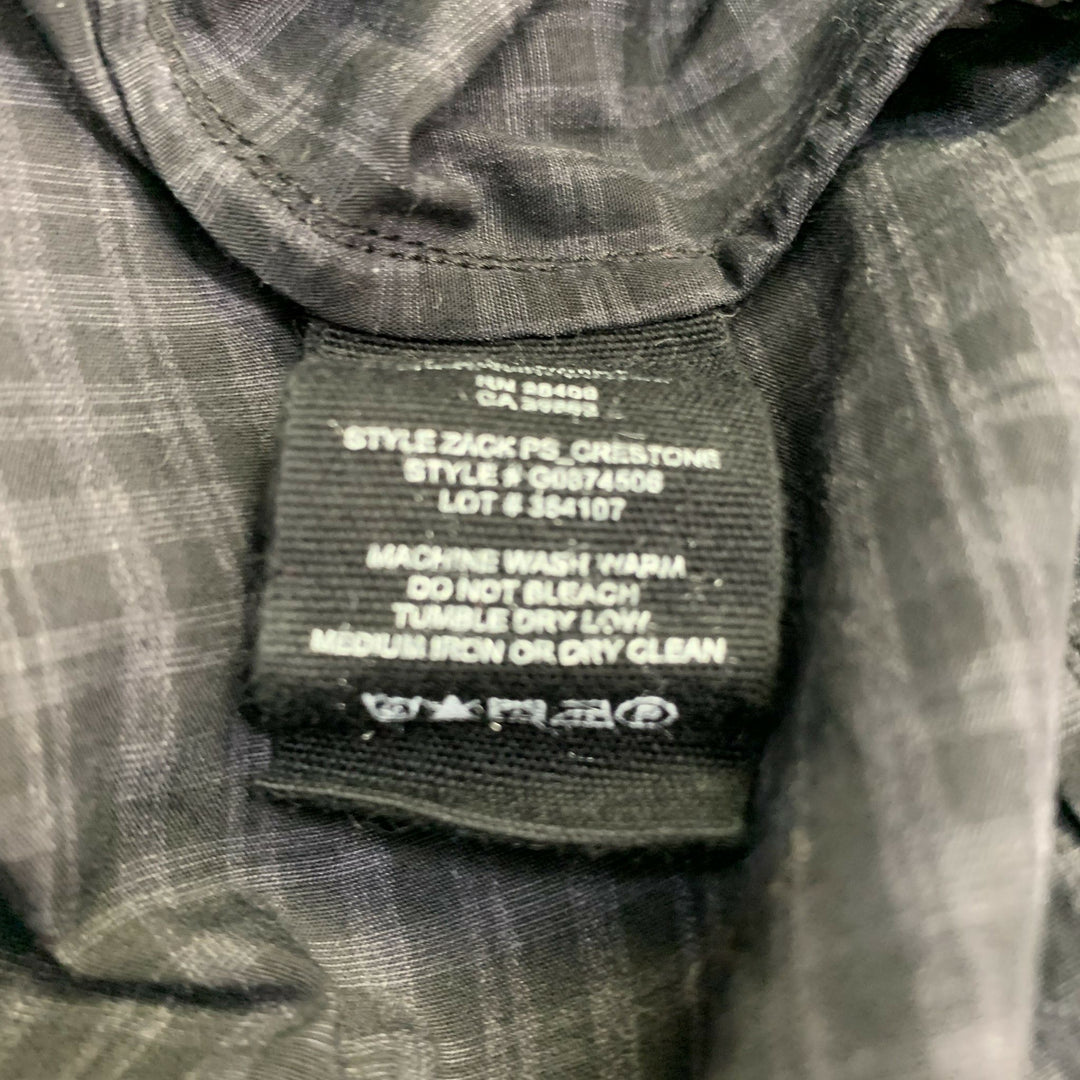 STYLE ZACK PS_CRESTONE
STYLE # G0874508
LOT # 384107
MACHINE WASH WARM
DO NOT BLEACH
TUMBLE DRY LOW
MEDIUM IRON OR DRY CLEAN
P